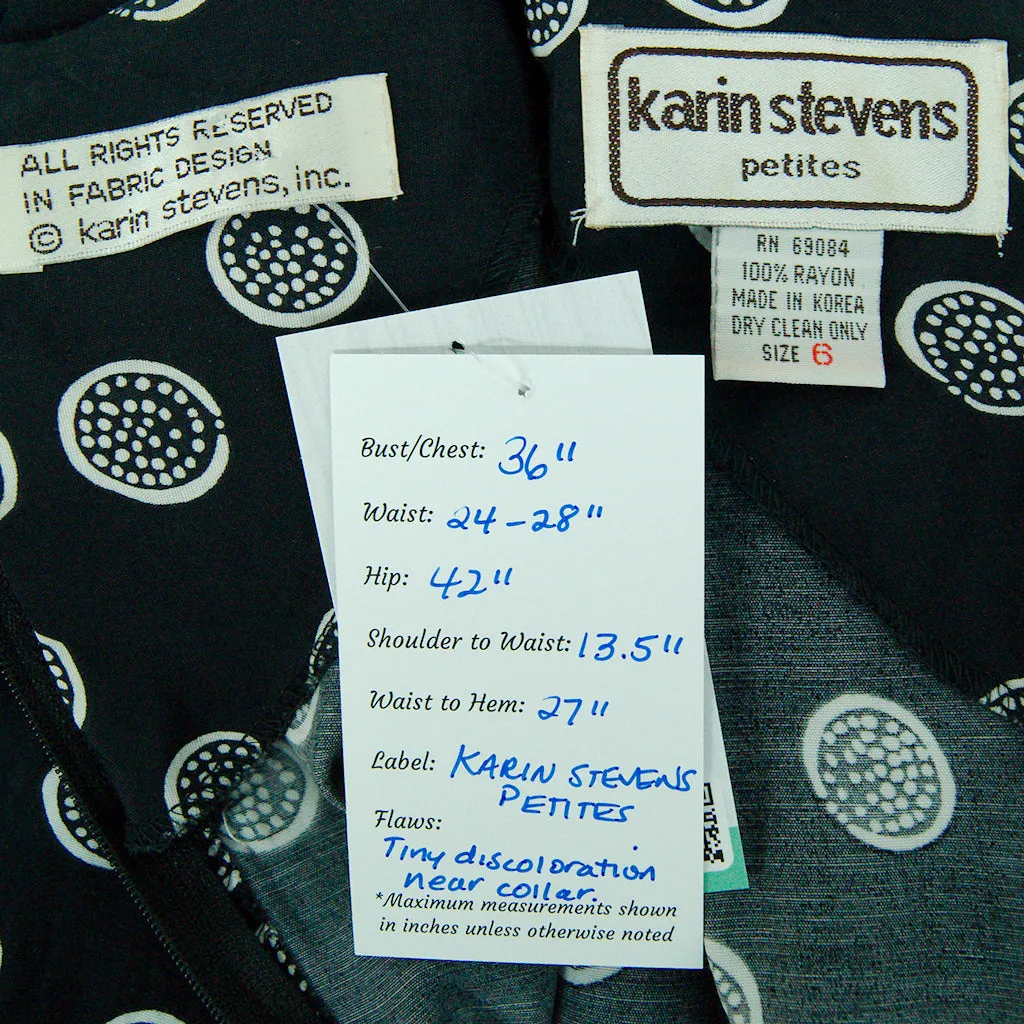 ALL RIGHTS RESERVED
IN FABRIC DESIGN
© karin stevens, inc.
karin stevens
petites
RN 69084
100% RAYON
MADE IN KOREA
DRY CLEAN ONLY
SIZE 6
Bust/Chest: 36"
Waist: 24-28"
Hip: 42"
Shoulder to Waist: 13.5"
Waist to Hem: 27"
Label: KARIN STEVENS
PETITES
Flaws:
Tiny discoloration
near collar.
*Maximum measurements shown
in inches unless otherwise noted